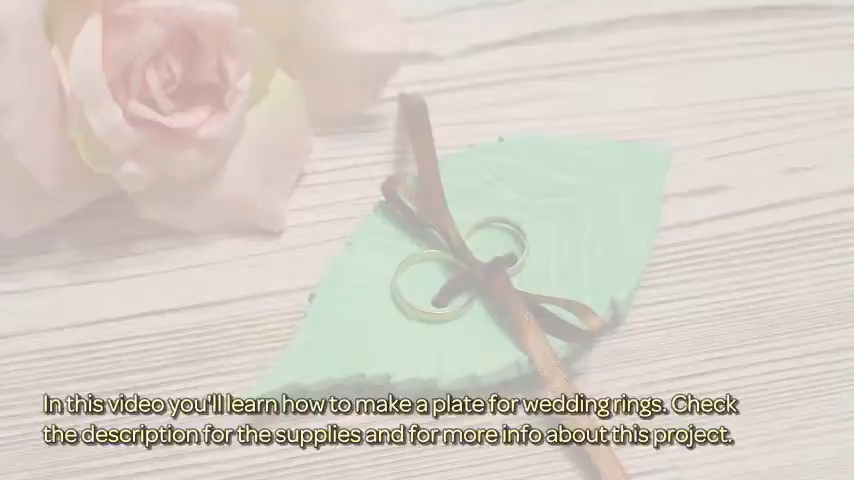 In this video you'll learn how to make a plate for wedding rings. Check
the description for the supplies and for more info about this project.